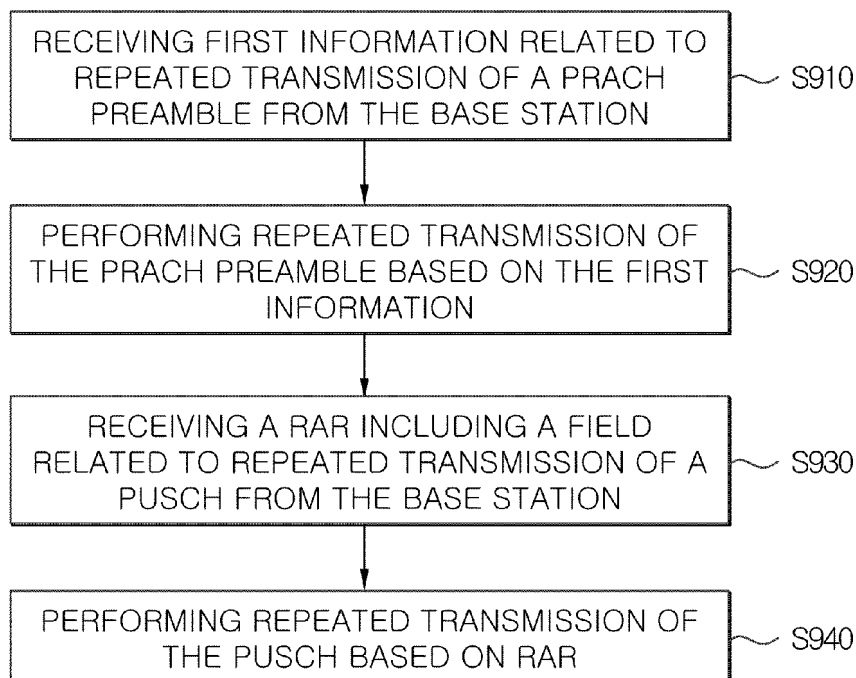 RECEIVING FIRST INFORMATION RELATED TO
REPEATED TRANSMISSION OF A PRACH
PREAMBLE FROM THE BASE STATION
S910
PERFORMING REPEATED TRANSMISSION OF
THE PRACH PREAMBLE BASED ON THE FIRST
INFORMATION
S920
RECEIVING A RAR INCLUDING A FIELD
RELATED TO REPEATED TRANSMISSION OF A
PUSCH FROM THE BASE STATION
S930
PERFORMING REPEATED TRANSMISSION OF
THE PUSCH BASED ON RAR
S940